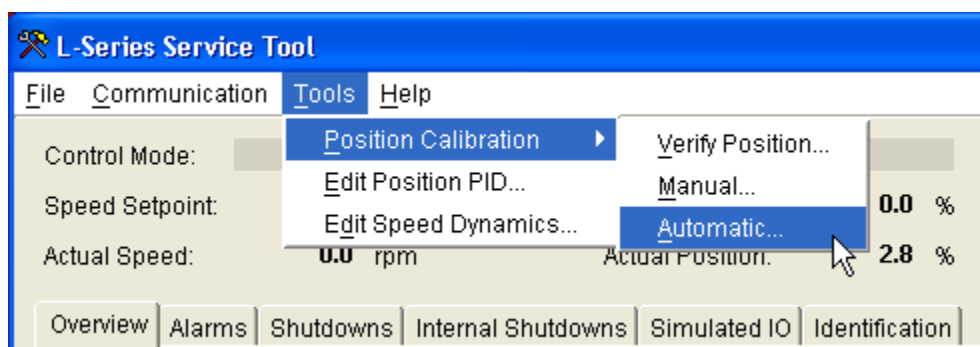 L-Series Service Tool
File Communication Tools Help
Position Calibration Verify Position...
Control Mode:
Edit Position PID... Manual...
Speed Setpoint: 0.0 %
Edit Speed Dynamics... Automatic...
Actual Speed: 0.0 rpm Actual Position: 2.8 %
Overview Alarms Shutdowns Internal Shutdowns Simulated IO Identification